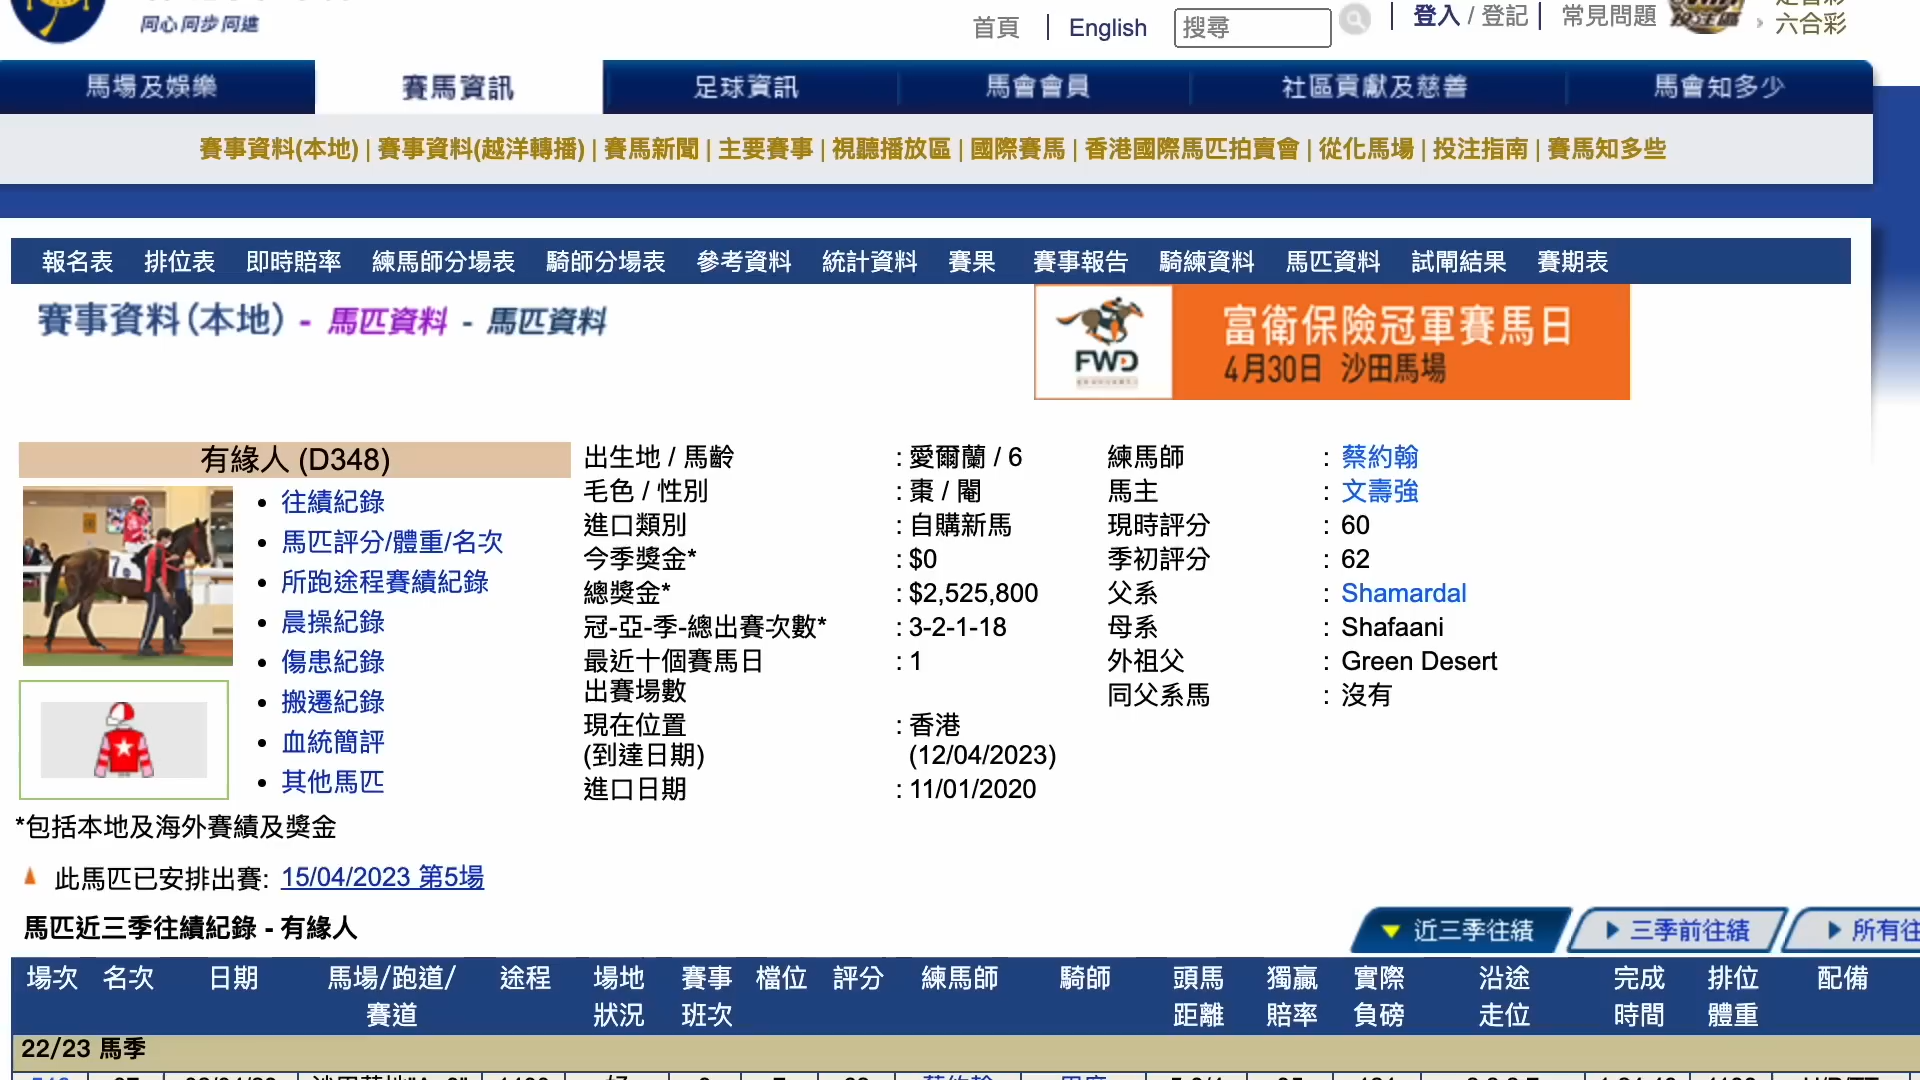 同心同步同進
首頁 | English 搜尋 | 登入 / 登記 | 常見問題 六合彩
馬場及娛樂 賽馬資訊 足球資訊 馬會會員 社區貢獻及慈善 馬會知多少
賽事資料(本地) | 賽事資料(越洋轉播) | 賽馬新聞 | 主要賽事 | 視聽播放區 | 國際賽馬 | 香港國際馬匹拍賣會 | 從化馬場 | 投注指南 | 賽馬知多些
報名表 排位表 即時賠率 練馬師分場表 騎師分場表 參考資料 統計資料 賽果 賽事報告 騎練資料 馬匹資料 試閘結果 賽期表
賽事資料(本地) - 馬匹資料 - 馬匹資料
FWD
富衛保險冠軍賽馬日
4月30日 沙田馬場
有緣人 (D348)
往績紀錄
馬匹評分/體重/名次
所跑途程賽績紀錄
晨操紀錄
傷患紀錄
搬遷紀錄
血統簡評
其他馬匹
出生地 / 馬齡 : 愛爾蘭 / 6
毛色 / 性別 : 棗 / 閹
進口類別 : 自購新馬
今季獎金* : $0
總獎金* : $2,525,800
冠-亞-季-總出賽次數* : 3-2-1-18
最近十個賽馬日 : 1
出賽場數
現在位置 : 香港
(到達日期) (12/04/2023)
進口日期 : 11/01/2020
練馬師 : 蔡約翰
馬主 : 文壽強
現時評分 : 60
季初評分 : 62
父系 : Shamardal
母系 : Shafaani
外祖父 : Green Desert
同父系馬 : 沒有
*包括本地及海外賽績及獎金
此馬匹已安排出賽: 15/04/2023 第5場
馬匹近三季往績紀錄 - 有緣人
近三季往績 三季前往績 所有往
場次 名次 日期 馬場/跑道/ 途程 場地 賽事 檔位 評分 練馬師 騎師 頭馬 獨贏 實際 沿途 完成 排位 配備
賽道 狀況 班次 距離 賠率 負磅 走位 時間 體重
22/23 馬季